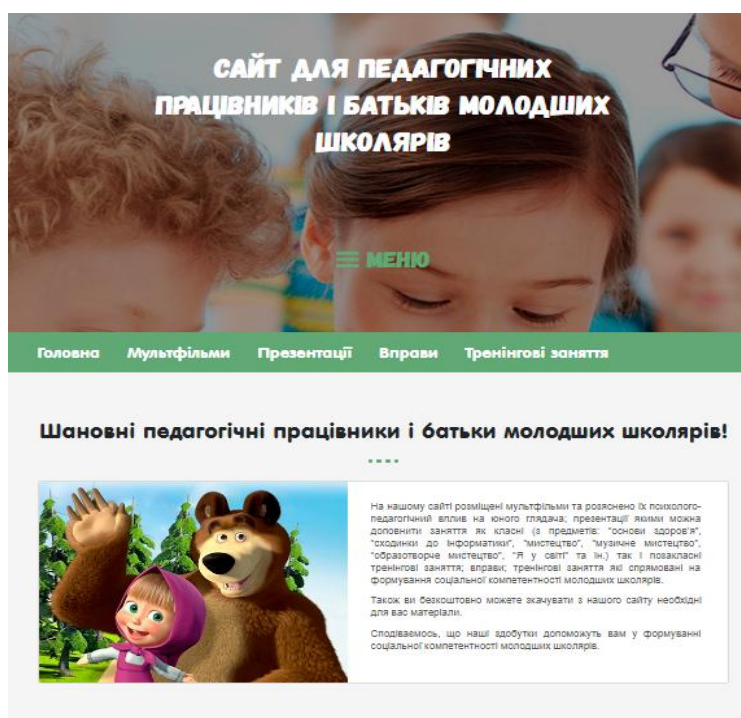 САЙТ ДЛЯ ПЕДАГОГІЧНИХ
ПРАЦІВНИКІВ І БАТЬКІВ МОЛОДШИХ
ШКОЛЯРІВ
МЕНЮ
Головна Мультфільми Презентації Вправи Тренінгові заняття
Шановні педагогічні працівники і батьки молодших школярів!
На нашому сайті розміщені мультфільми та розяснено їх психолого-
педагогічний вплив на юного глядача; презентації якими можна
доповнити заняття як класні (з предметів: "основи здоров'я",
"сходинки до інформатики", "мистецтво", "музичне мистецтво",
"образотворче мистецтво", "Я у світі" та ін.) так і позакласні
тренінгові заняття; вправи; тренінгові заняття які спрямовані на
формування соціальної компетентності молодших школярів.
Також ви безкоштовно можете скачувати з нашого сайту необхідні
для вас матеріали.
Сподіваємось, що наші здобутки допоможуть вам у формуванні
соціальної компетентності молодших школярів.